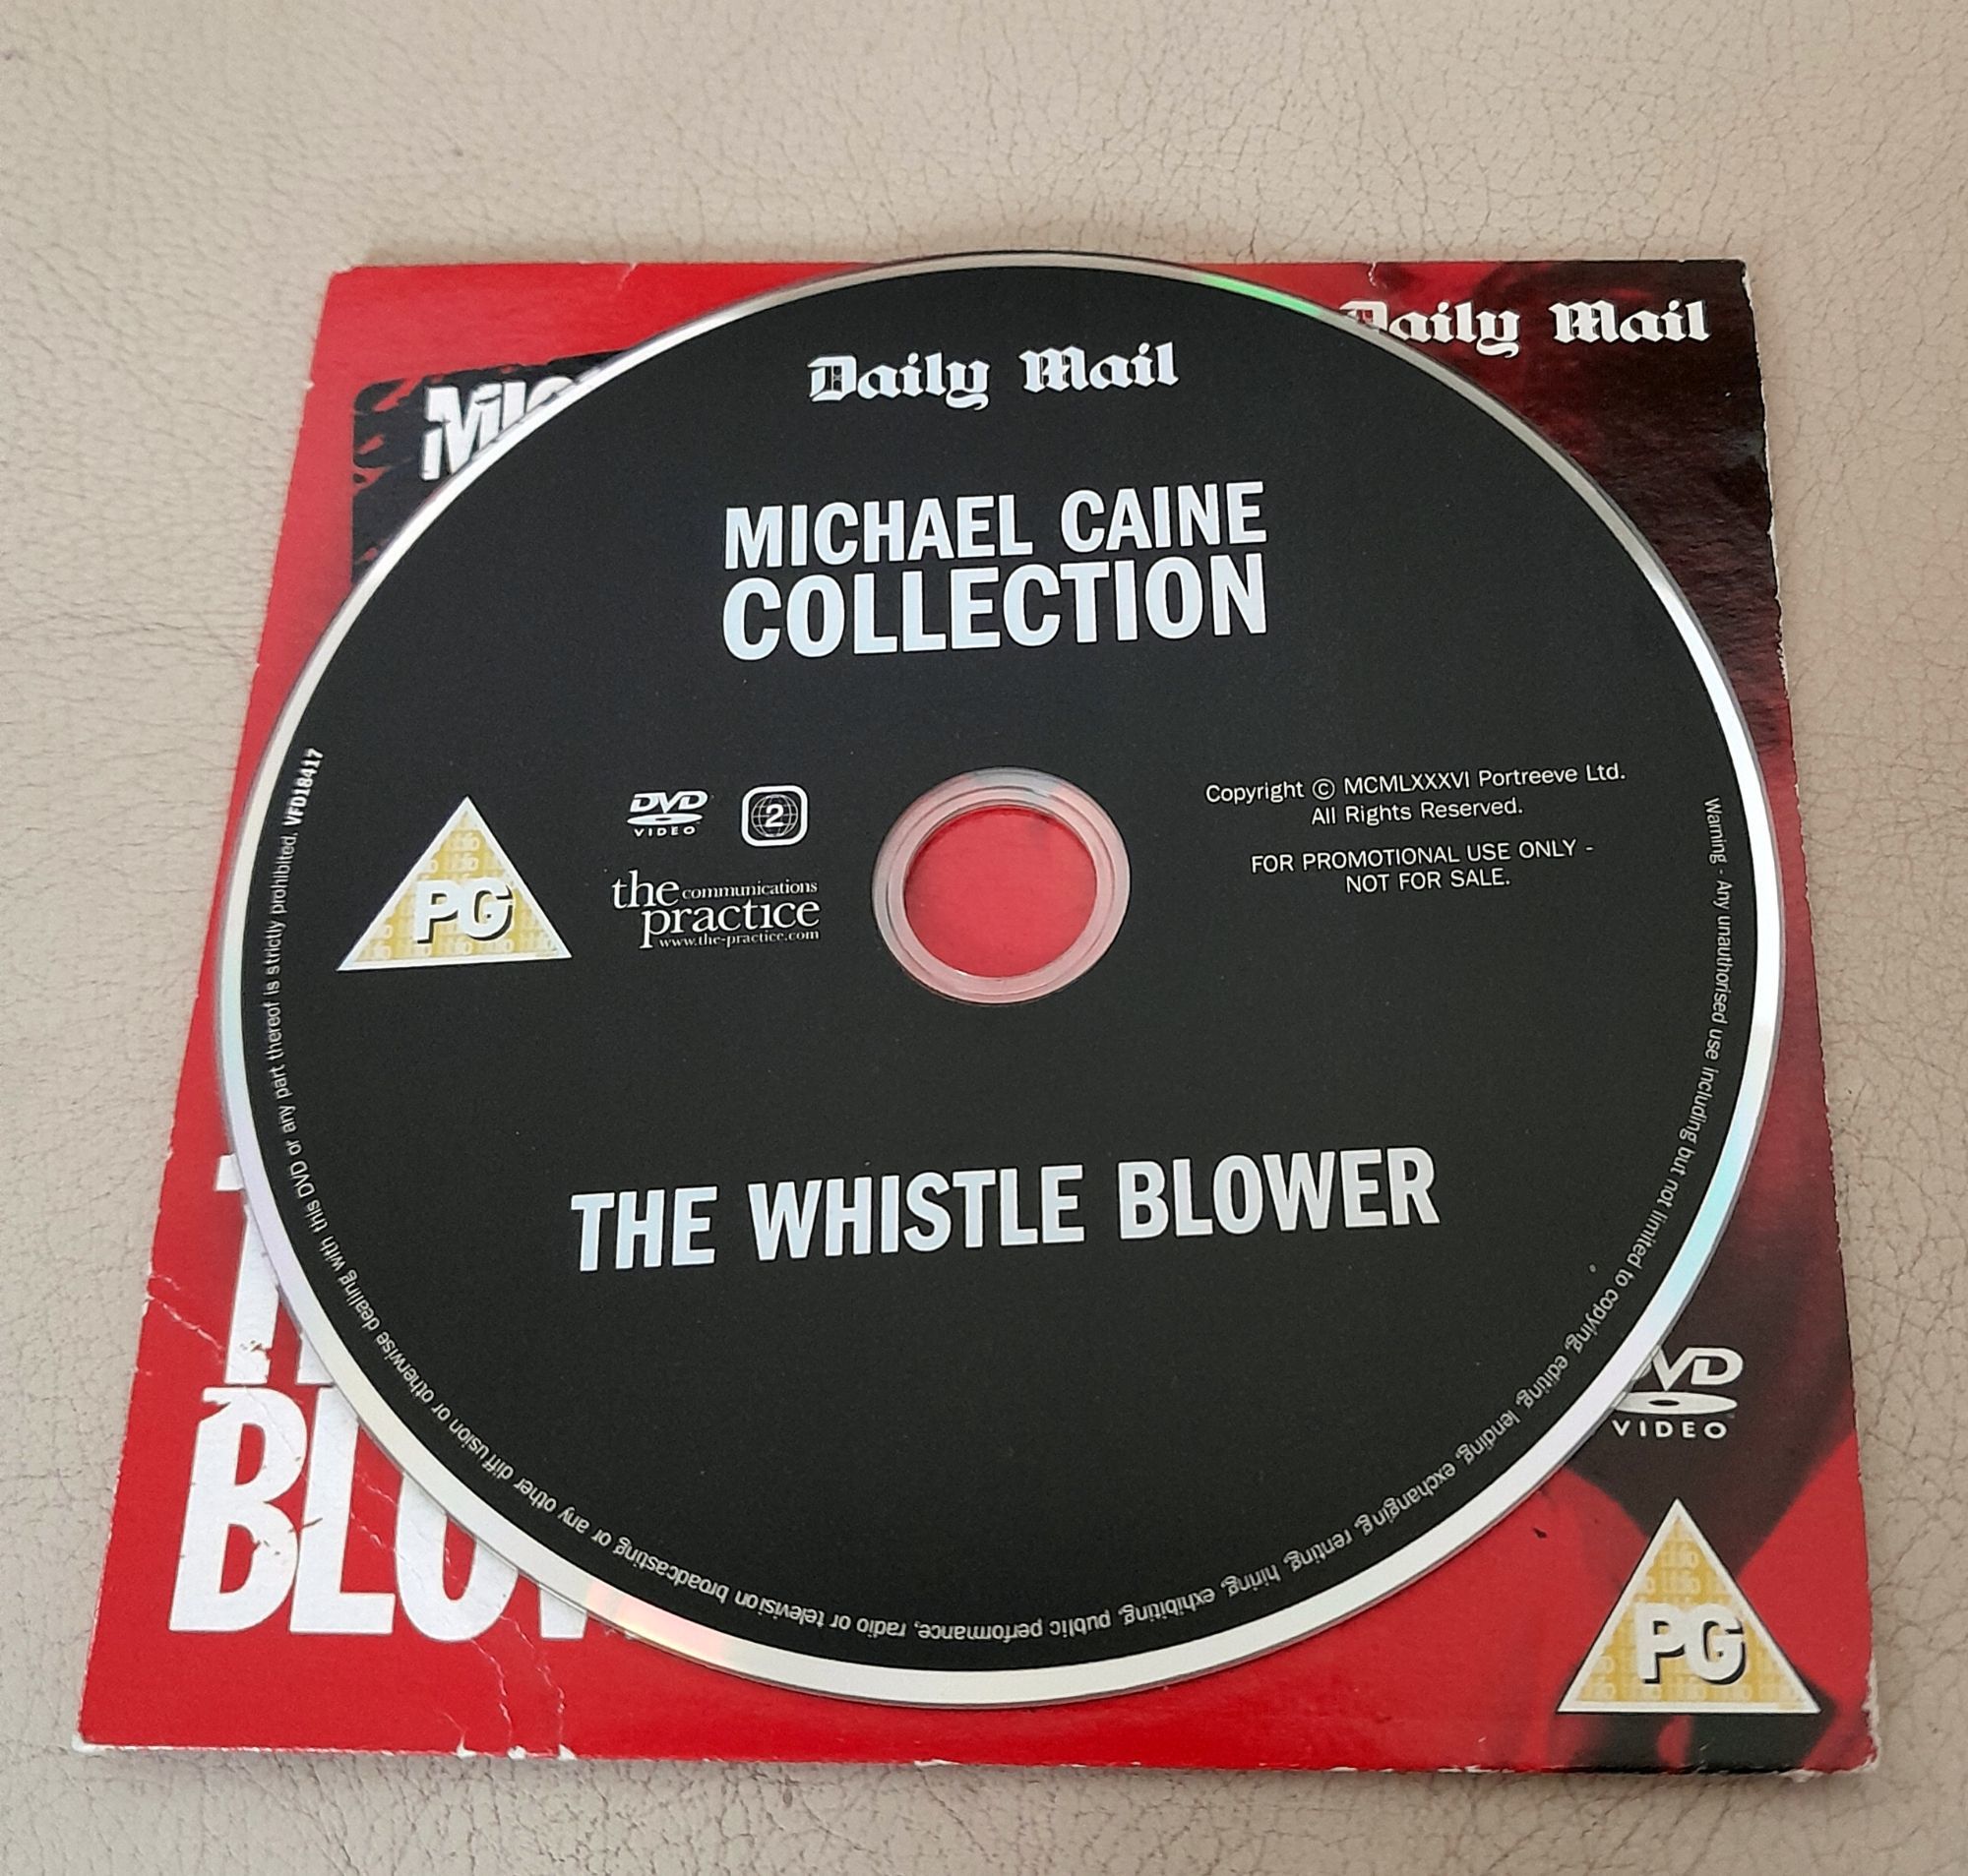 Daily Mail
MIC
Daily Mail
MICHAEL CAINE
COLLECTION
PG
DVD
VIDEO
2
the communications
practice
www.the-practice.com
Copyright © MCMLXXXVI Portreeve Ltd.
All Rights Reserved.
FOR PROMOTIONAL USE ONLY -
NOT FOR SALE.
THE WHISTLE BLOWER
Warning - Any unauthorised use including but not limited to copying, editing, lending, exchanging, renting, hiring, exhibiting, public performance, radio or television broadcasting or any other diffusion or otherwise dealing with this DVD or any part thereof is strictly prohibited. VFD18417
BLOW
DVD
VIDEO
PG